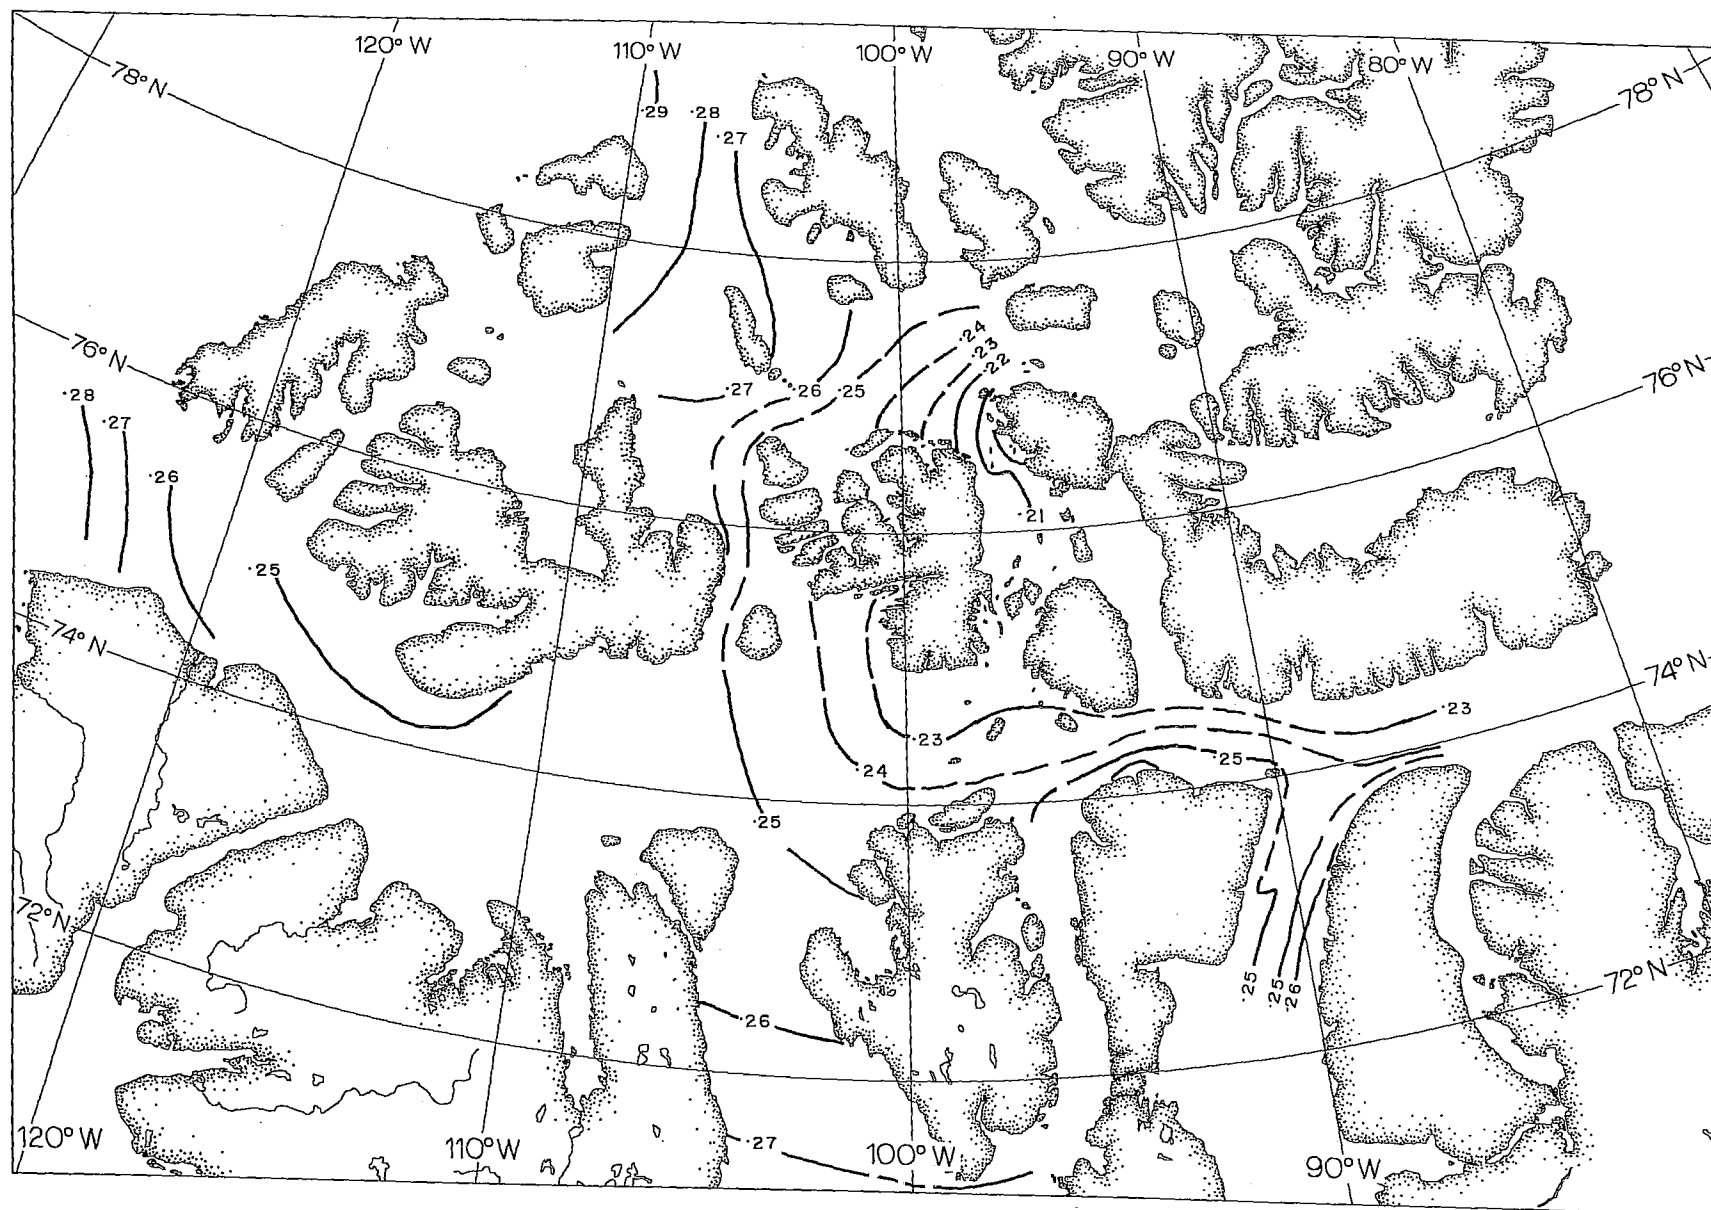 120°W 110°W 100°W 90°W 80°W
78°N 78°N
.29 .28
.27
.24
.23
.22
76°N 76°N
.28 .27 .26 .25
.27
.26
.21
.25
74°N 74°N
.23 .23
.24 .25
.25
72°N 72°N
.25 .25 .26
.26
120°W 110°W .27 100°W 90°W